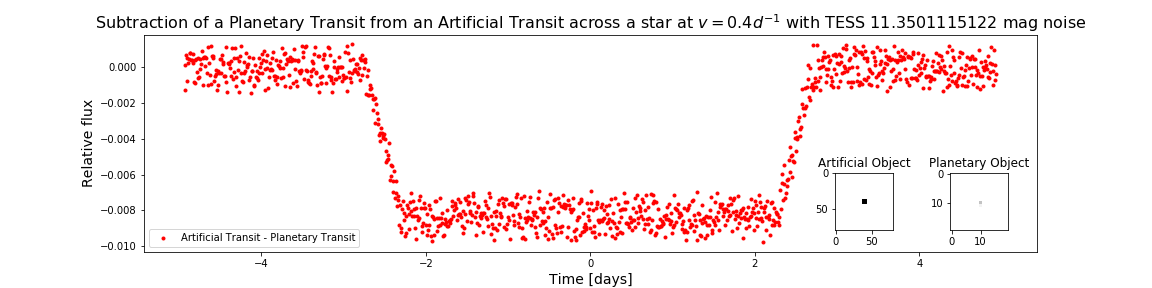 Subtraction of a Planetary Transit from an Artificial Transit across a star at v = 0.4d⁻¹ with TESS 11.3501115122 mag noise
Relative flux
0.000
−0.002
−0.004
−0.006
−0.008
−0.010
Artificial Transit - Planetary Transit
Artificial Object
0
50
0 50
Planetary Object
0
10
0 10
−4 −2 0 2 4
Time [days]